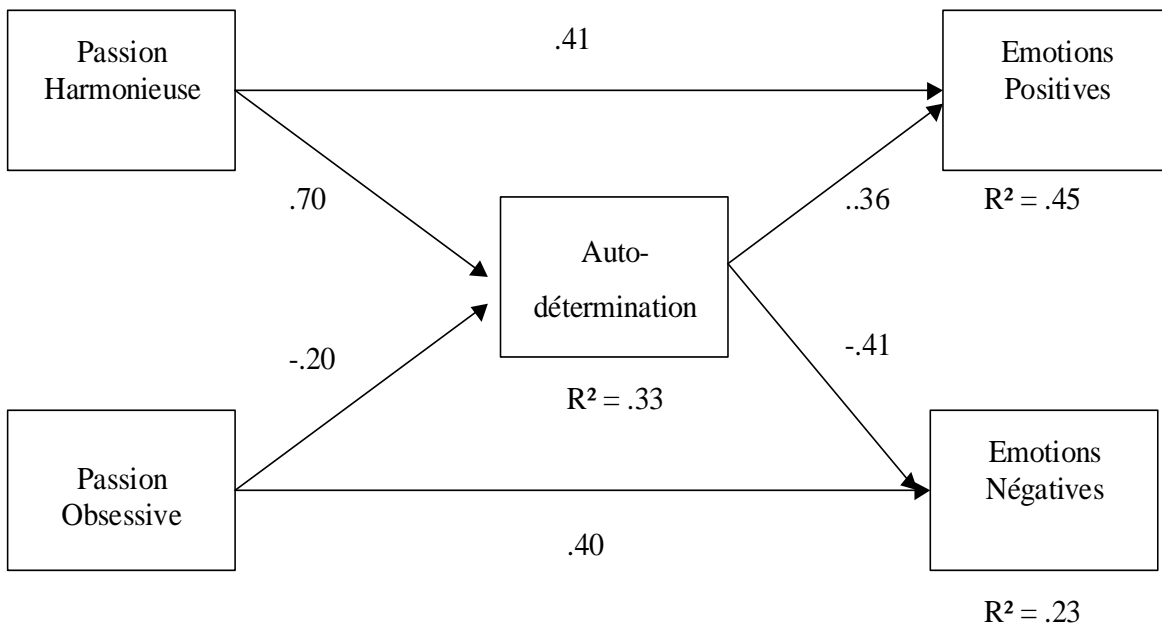 Passion
Harmonieuse
.41
Emotions
Positives
.70
..36
R² = .45
Auto-
détermination
-.20
-.41
R² = .33
Passion
Obsessive
Emotions
Négatives
.40
R² = .23